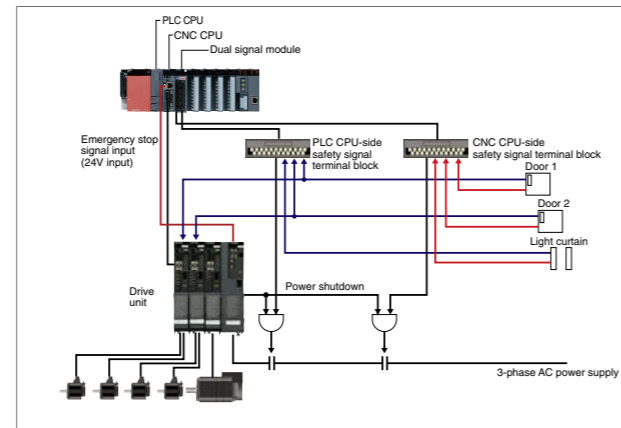 PLC CPU
CNC CPU
Dual signal module
Emergency stop
signal input
(24V input)
PLC CPU-side
safety signal
terminal block
CNC CPU-side
safety signal terminal block
Door 1
Door 2
Light curtain
Drive
unit
Power shutdown
3-phase AC power supply